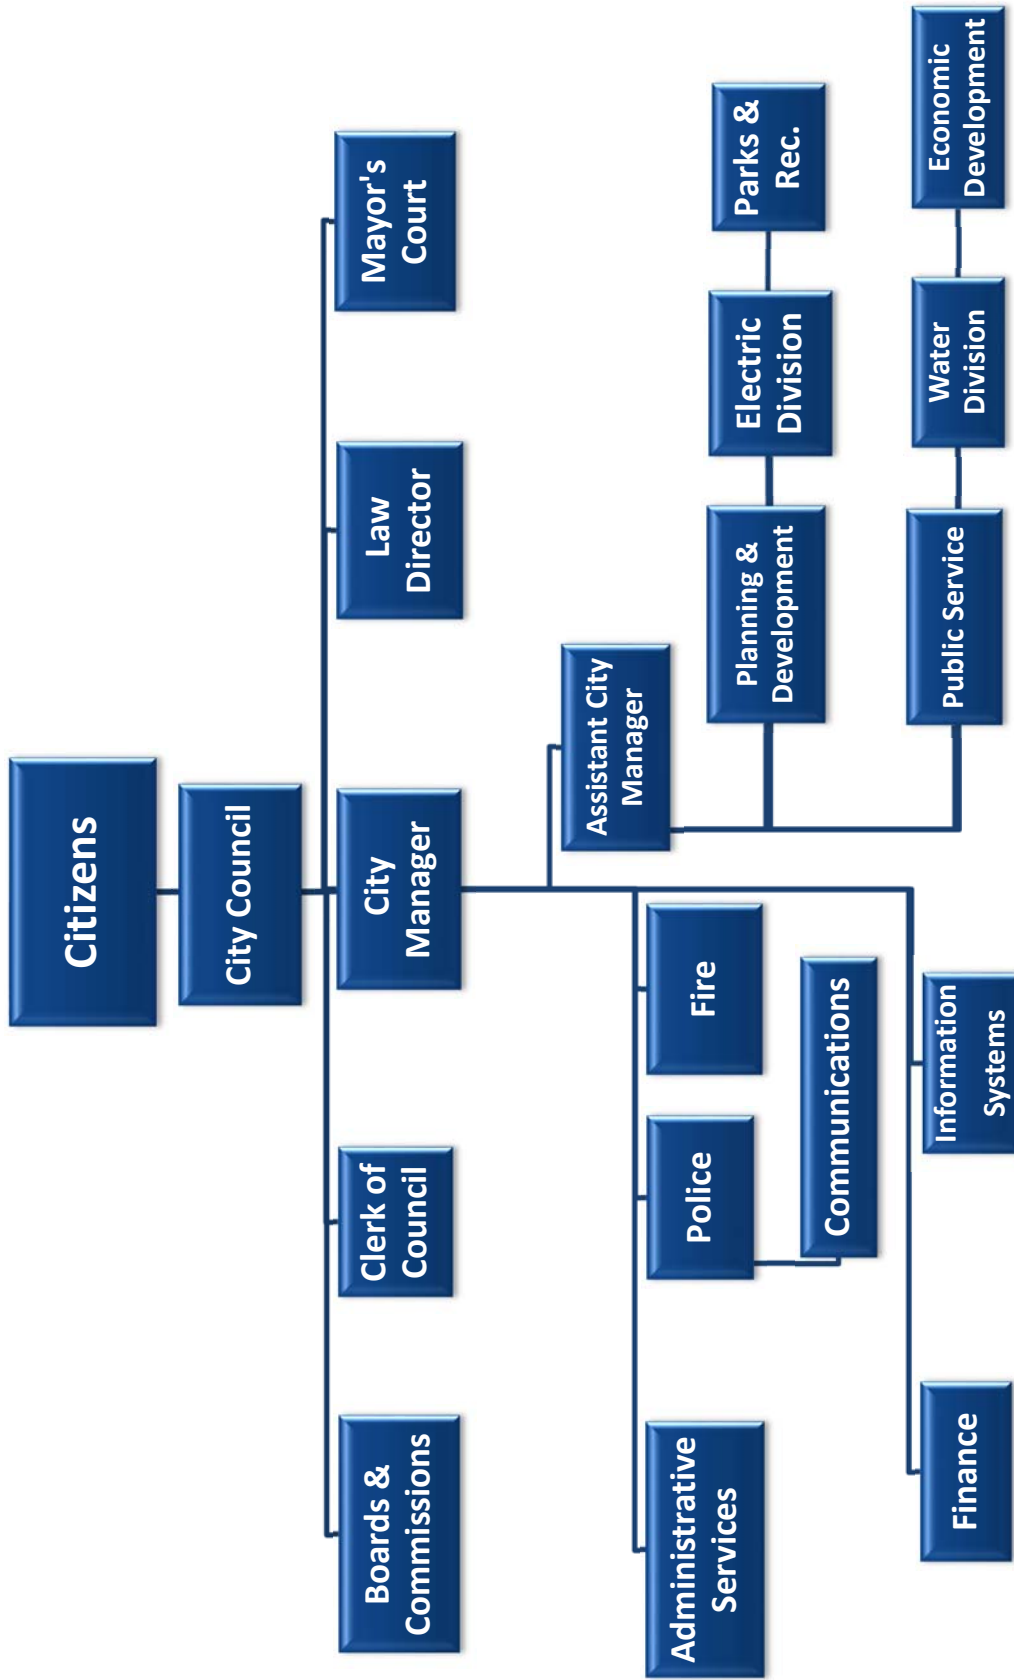 Citizens
City Council
Boards &
Commissions
Clerk of
Council
City
Manager
Law
Director
Mayor's
Court
Assistant City
Manager
Administrative
Services
Police
Fire
Planning &
Development
Electric
Division
Parks &
Rec.
Communications
Finance
Information
Systems
Public Service
Water
Division
Economic
Development